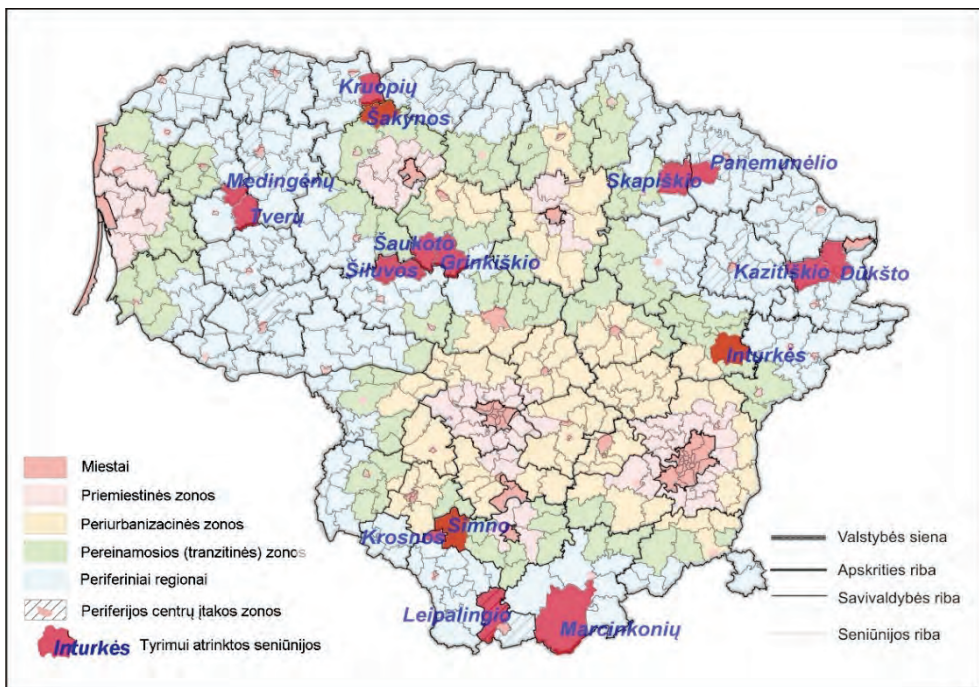 Kruopių
Šakynos
Panemunėlio
Skapiškio
Medingėnų
Tverų
Šaukoto
Grinkiškio
Šiluvos
Kazitiškio
Dūkšto
Inturkės
Simno
Krosnos
Leipalingio
Marcinkonių
Miestai
Priemiestinės zonos
Periurbanizacinės zonos
Pereinamosios (tranzitinės) zonos
Periferiniai regionai
Periferijos centrų įtakos zonos
Inturkės Tyrimui atrinktos seniūnijos
Valstybės siena
Apskrities riba
Savivaldybės riba
Seniūnijos riba